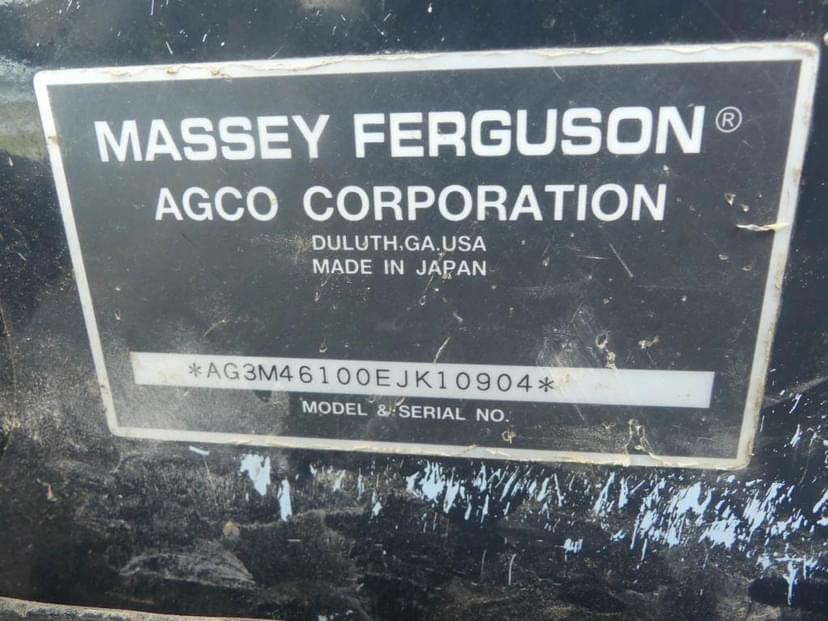 MASSEY FERGUSON®
AGCO CORPORATION
DULUTH,GA.USA
MADE IN JAPAN
*AG3M46100EJK10904*
MODEL & SERIAL NO.